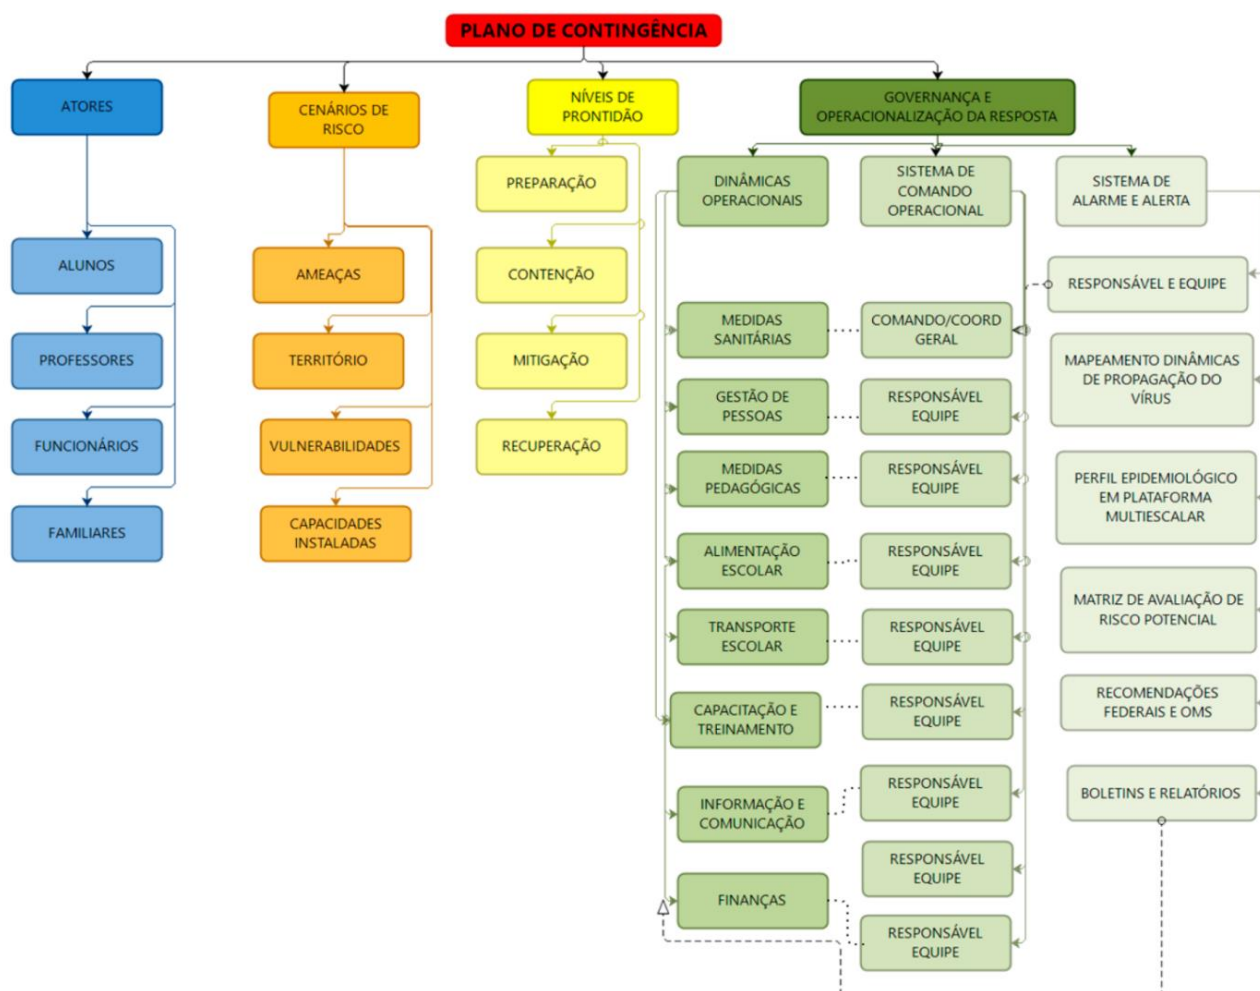 PLANO DE CONTINGÊNCIA
ATORES
ALUNOS
PROFESSORES
FUNCIONÁRIOS
FAMILIARES
CENÁRIOS DE
RISCO
AMEAÇAS
TERRITÓRIO
VULNERABILIDADES
CAPACIDADES
INSTALADAS
NÍVEIS DE
PRONTIDÃO
PREPARAÇÃO
CONTENÇÃO
MITIGAÇÃO
RECUPERAÇÃO
GOVERNANÇA E
OPERACIONALIZAÇÃO DA RESPOSTA
DINÂMICAS
OPERACIONAIS
MEDIDAS
SANITÁRIAS
GESTÃO DE
PESSOAS
MEDIDAS
PEDAGÓGICAS
ALIMENTAÇÃO
ESCOLAR
TRANSPORTE
ESCOLAR
CAPACITAÇÃO E
TREINAMENTO
INFORMAÇÃO E
COMUNICAÇÃO
FINANÇAS
SISTEMA DE
COMANDO
OPERACIONAL
COMANDO/COORD
GERAL
RESPONSÁVEL
EQUIPE
RESPONSÁVEL
EQUIPE
RESPONSÁVEL
EQUIPE
RESPONSÁVEL
EQUIPE
RESPONSÁVEL
EQUIPE
RESPONSÁVEL
EQUIPE
RESPONSÁVEL
EQUIPE
RESPONSÁVEL
EQUIPE
SISTEMA DE
ALARME E ALERTA
RESPONSÁVEL E EQUIPE
MAPEAMENTO DINÂMICAS
DE PROPAGAÇÃO DO
VÍRUS
PERFIL EPIDEMIOLÓGICO
EM PLATAFORMA
MULTIESCALAR
MATRIZ DE AVALIAÇÃO DE
RISCO POTENCIAL
RECOMENDAÇÕES
FEDERAIS E OMS
BOLETINS E RELATÓRIOS